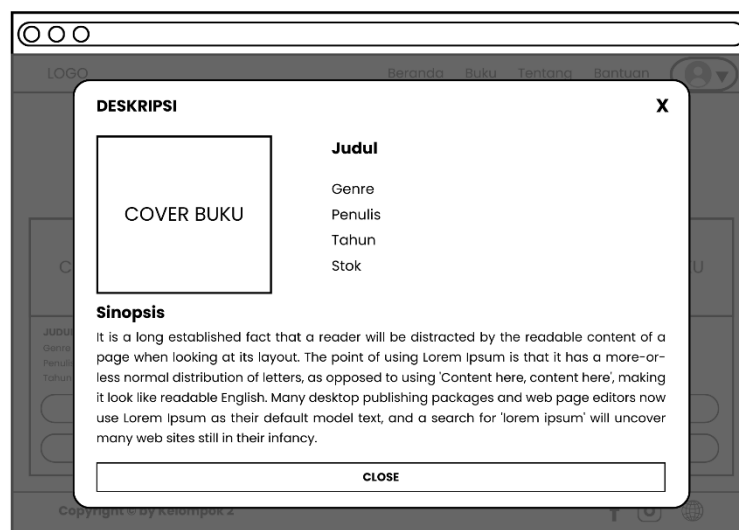 LOGO
Beranda Buku Tentang Bantuan
DESKRIPSI
X
COVER BUKU
Judul
Genre
Penulis
Tahun
Stok
Sinopsis
It is a long established fact that a reader will be distracted by the readable content of a
page when looking at its layout. The point of using Lorem Ipsum is that it has a more-or-
less normal distribution of letters, as opposed to using 'Content here, content here', making
it look like readable English. Many desktop publishing packages and web page editors now
use Lorem Ipsum as their default model text, and a search for 'lorem ipsum' will uncover
many web sites still in their infancy.
CLOSE
Copyright © by Kelompok 2